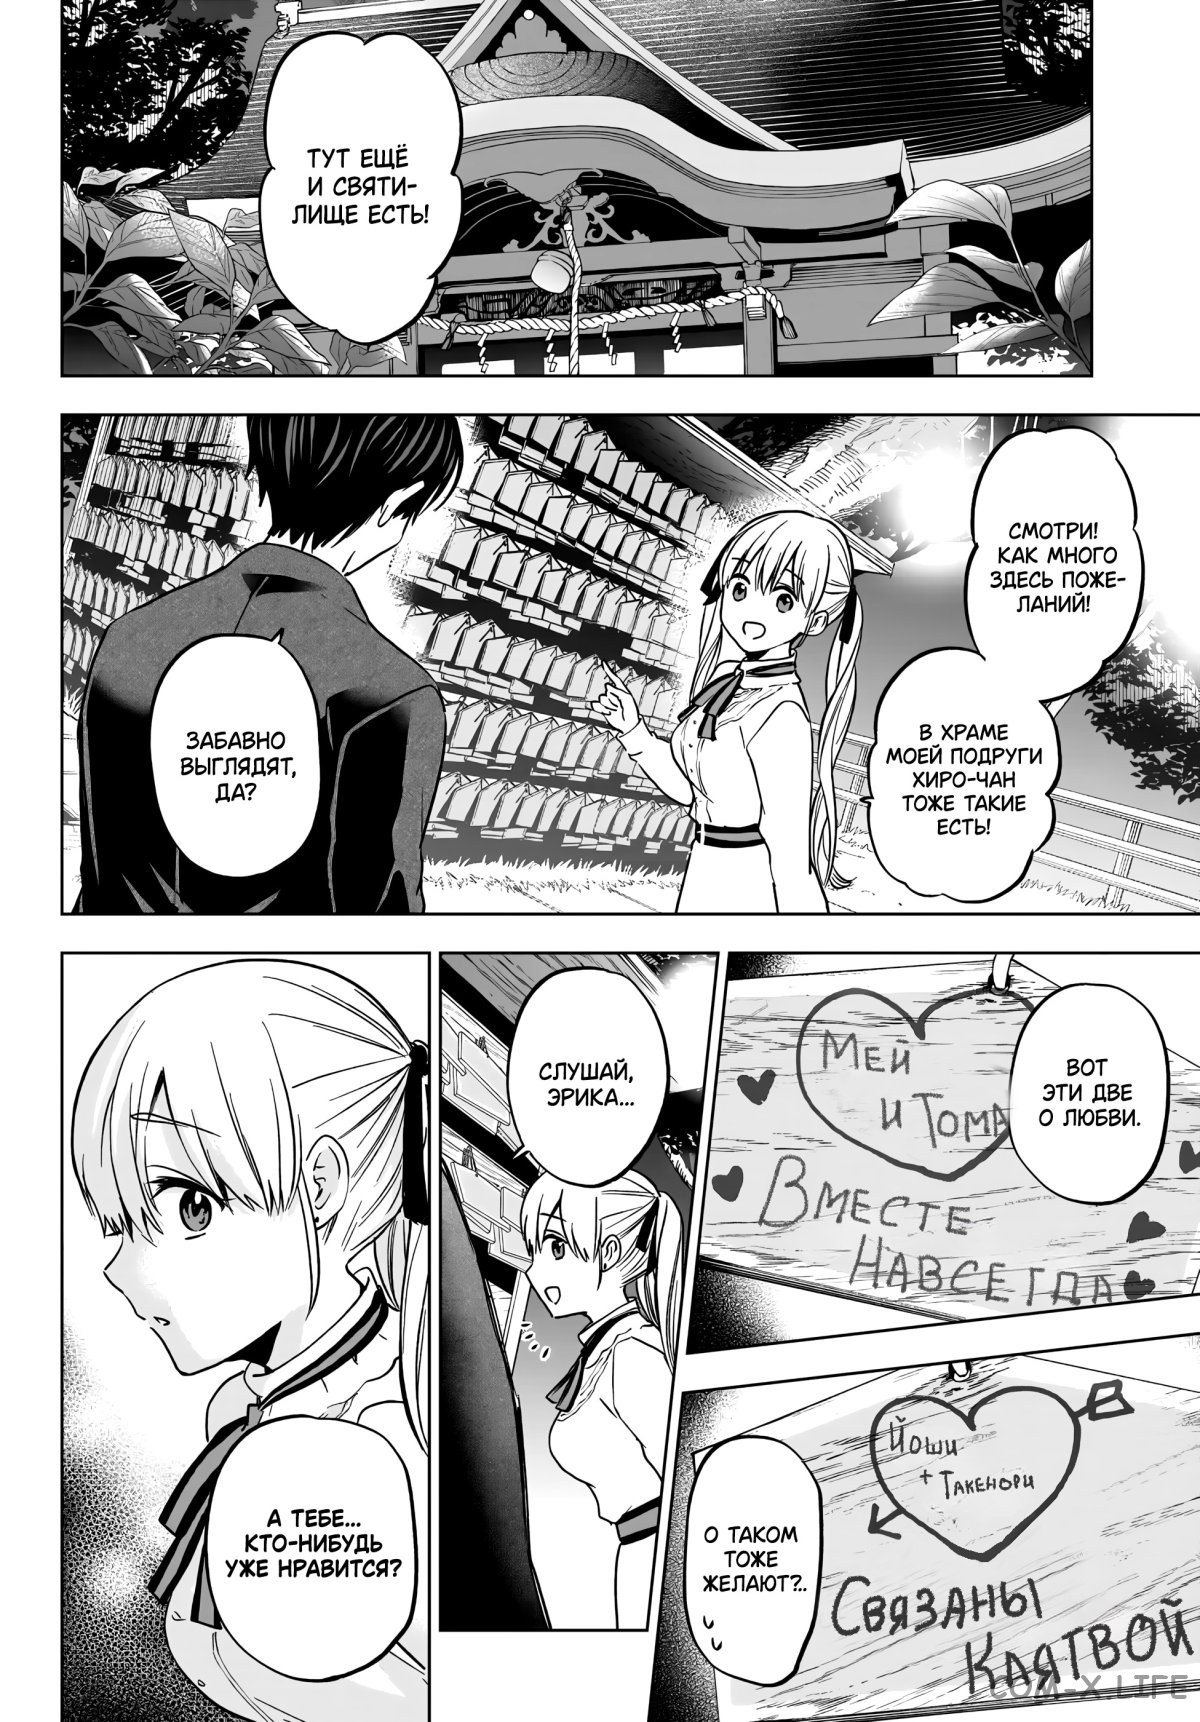 ТУТ ЕЩЁ
И СВЯТИ-
ЛИЩЕ ЕСТЬ!
СМОТРИ!
КАК МНОГО
ЗДЕСЬ ПОЖЕ-
ЛАНИЙ!
В ХРАМЕ
МОЕЙ ПОДРУГИ
ХИРО-ЧАН
ТОЖЕ ТАКИЕ
ЕСТЬ!
ЗАБАВНО
ВЫГЛЯДЯТ,
ДА?
ВОТ
ЭТИ ДВЕ
О ЛЮБВИ.
МЕЙ
И ТОМА
ВМЕСТЕ
НАВСЕГДА
ЙОШИ
+ ТАКЕНОРИ
СВЯЗАНЫ
КЛЯТВОЙ
О ТАКОМ
ТОЖЕ
ЖЕЛАЮТ?..
СЛУШАЙ,
ЭРИКА...
А ТЕБЕ...
КТО-НИБУДЬ
УЖЕ НРАВИТСЯ?
COM-X.LIFE